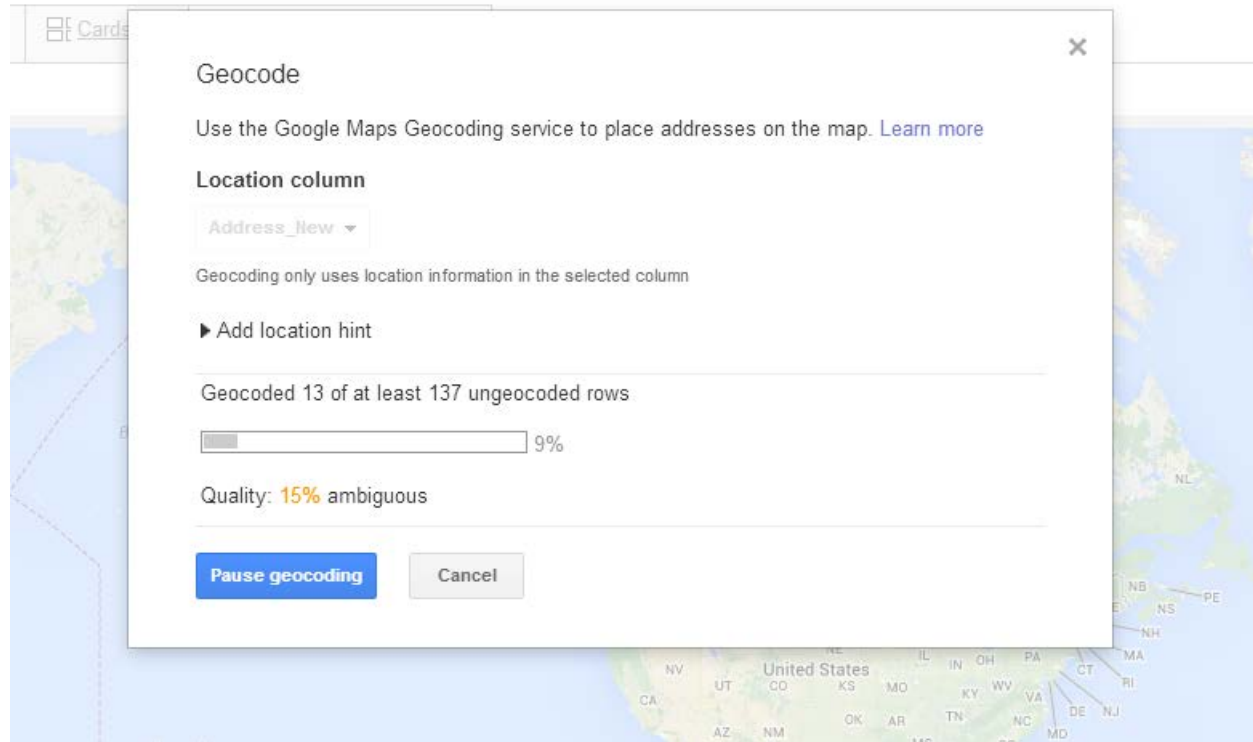 Cards
×
Geocode
Use the Google Maps Geocoding service to place addresses on the map. Learn more
Location column
Address_New
Geocoding only uses location information in the selected column
Add location hint
Geocoded 13 of at least 137 ungeocoded rows
9%
Quality: 15% ambiguous
Pause geocoding Cancel
NL
NB PE
NS
NH
NV United States IL IN OH PA CT MA
UT CO KS MO KY WV VA RI
CA DE NJ
AZ NM OK AR TN NC MD